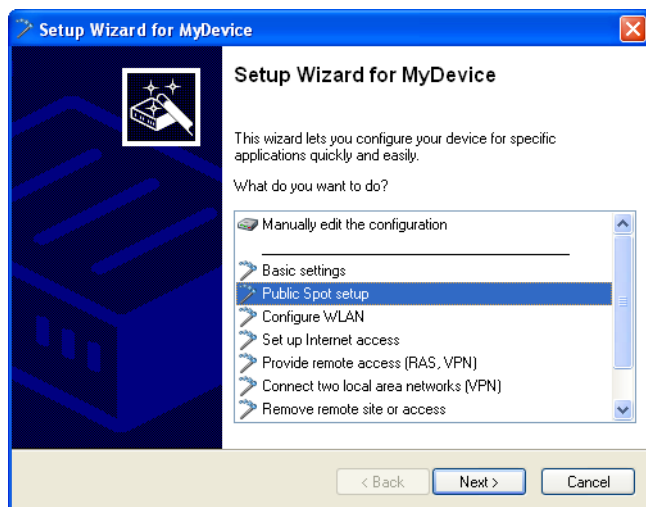 Setup Wizard for MyDevice
Setup Wizard for MyDevice
This wizard lets you configure your device for specific
applications quickly and easily.
What do you want to do?
Manually edit the configuration
Basic settings
Public Spot setup
Configure WLAN
Set up Internet access
Provide remote access (RAS, VPN)
Connect two local area networks (VPN)
Remove remote site or access
< Back Next > Cancel